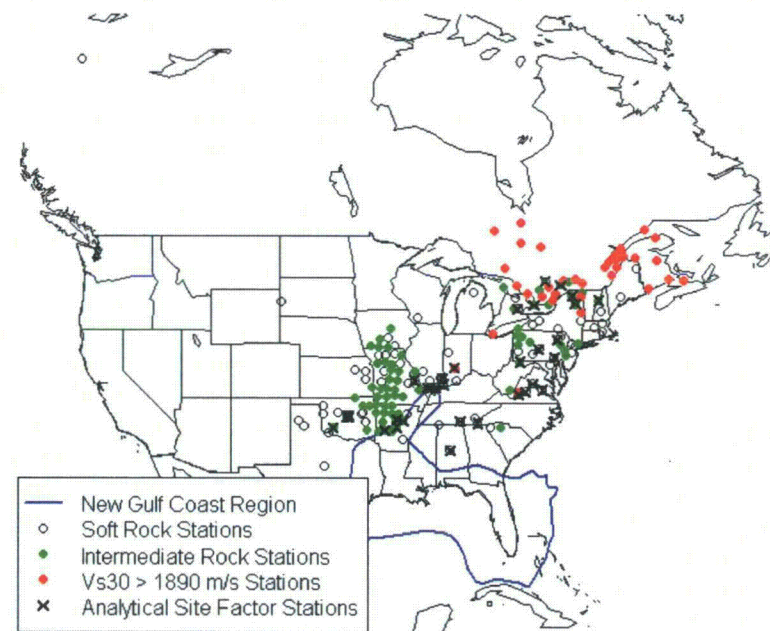 New Gulf Coast Region
Soft Rock Stations
Intermediate Rock Stations
Vs30 > 1890 m/s Stations
Analytical Site Factor Stations